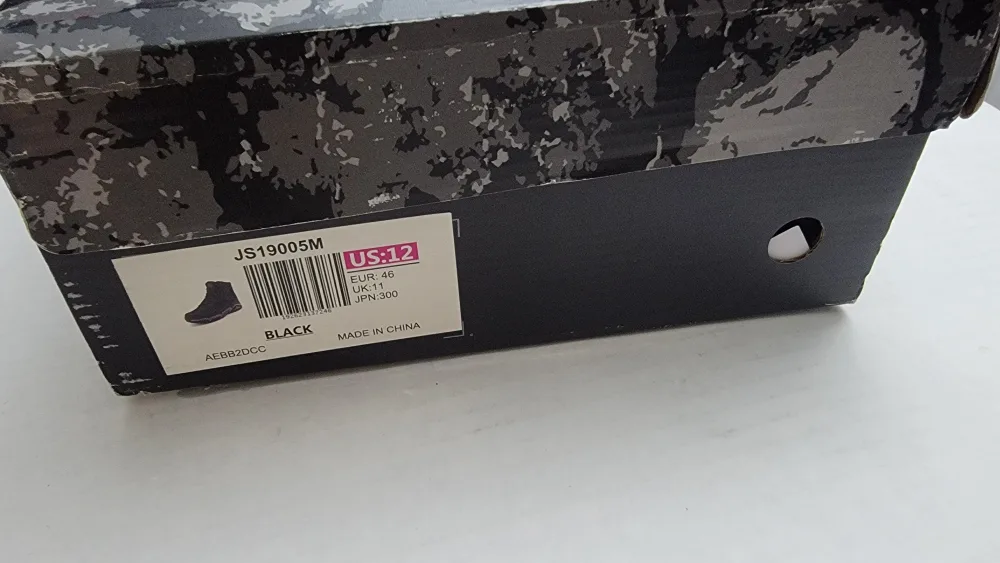 JS19005M
US:12
EUR: 46
UK:11
JPN:300
BLACK
MADE IN CHINA
AEBB2DCC